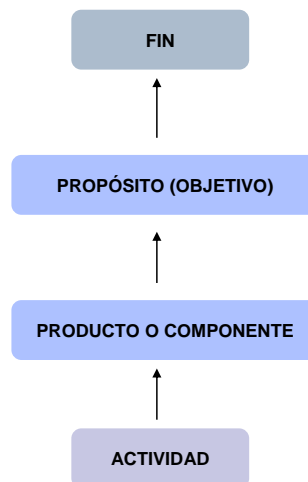 FIN
PROPÓSITO (OBJETIVO)
PRODUCTO O COMPONENTE
ACTIVIDAD